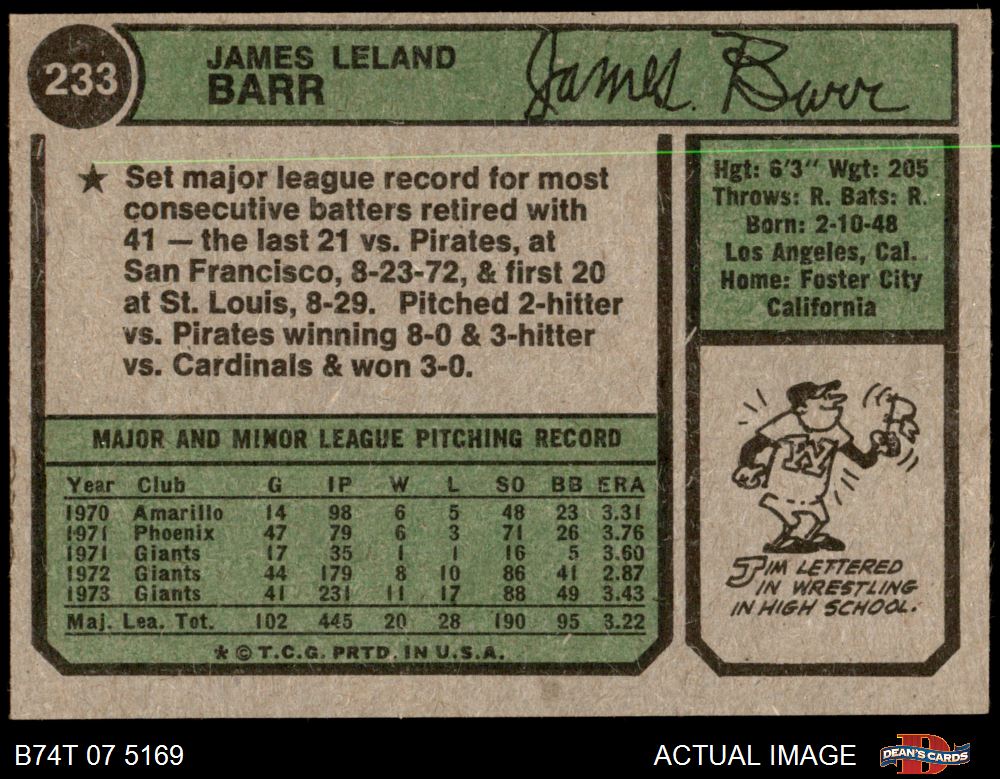 233
JAMES LELAND
BARR
James Barr
★ Set major league record for most
consecutive batters retired with
41 — the last 21 vs. Pirates, at
San Francisco, 8-23-72, & first 20
at St. Louis, 8-29. Pitched 2-hitter
vs. Pirates winning 8-0 & 3-hitter
vs. Cardinals & won 3-0.
Hgt: 6'3" Wgt: 205
Throws: R. Bats: R.
Born: 2-10-48
Los Angeles, Cal.
Home: Foster City
California
MAJOR AND MINOR LEAGUE PITCHING RECORD
Year Club G IP W L SO BB ERA
1970 Amarillo 14 98 6 5 48 23 3.31
1971 Phoenix 47 79 6 3 71 26 3.76
1971 Giants 17 35 1 1 16 5 3.60
1972 Giants 44 179 8 10 86 41 2.87
1973 Giants 41 231 11 17 88 49 3.43
Maj. Lea. Tot. 102 445 20 28 190 95 3.22
* © T.C.G. PRTD. IN U.S.A.
W
JIM LETTERED
IN WRESTLING
IN HIGH SCHOOL.
B74T 07 5169
ACTUAL IMAGE
D
DEAN'S CARDS